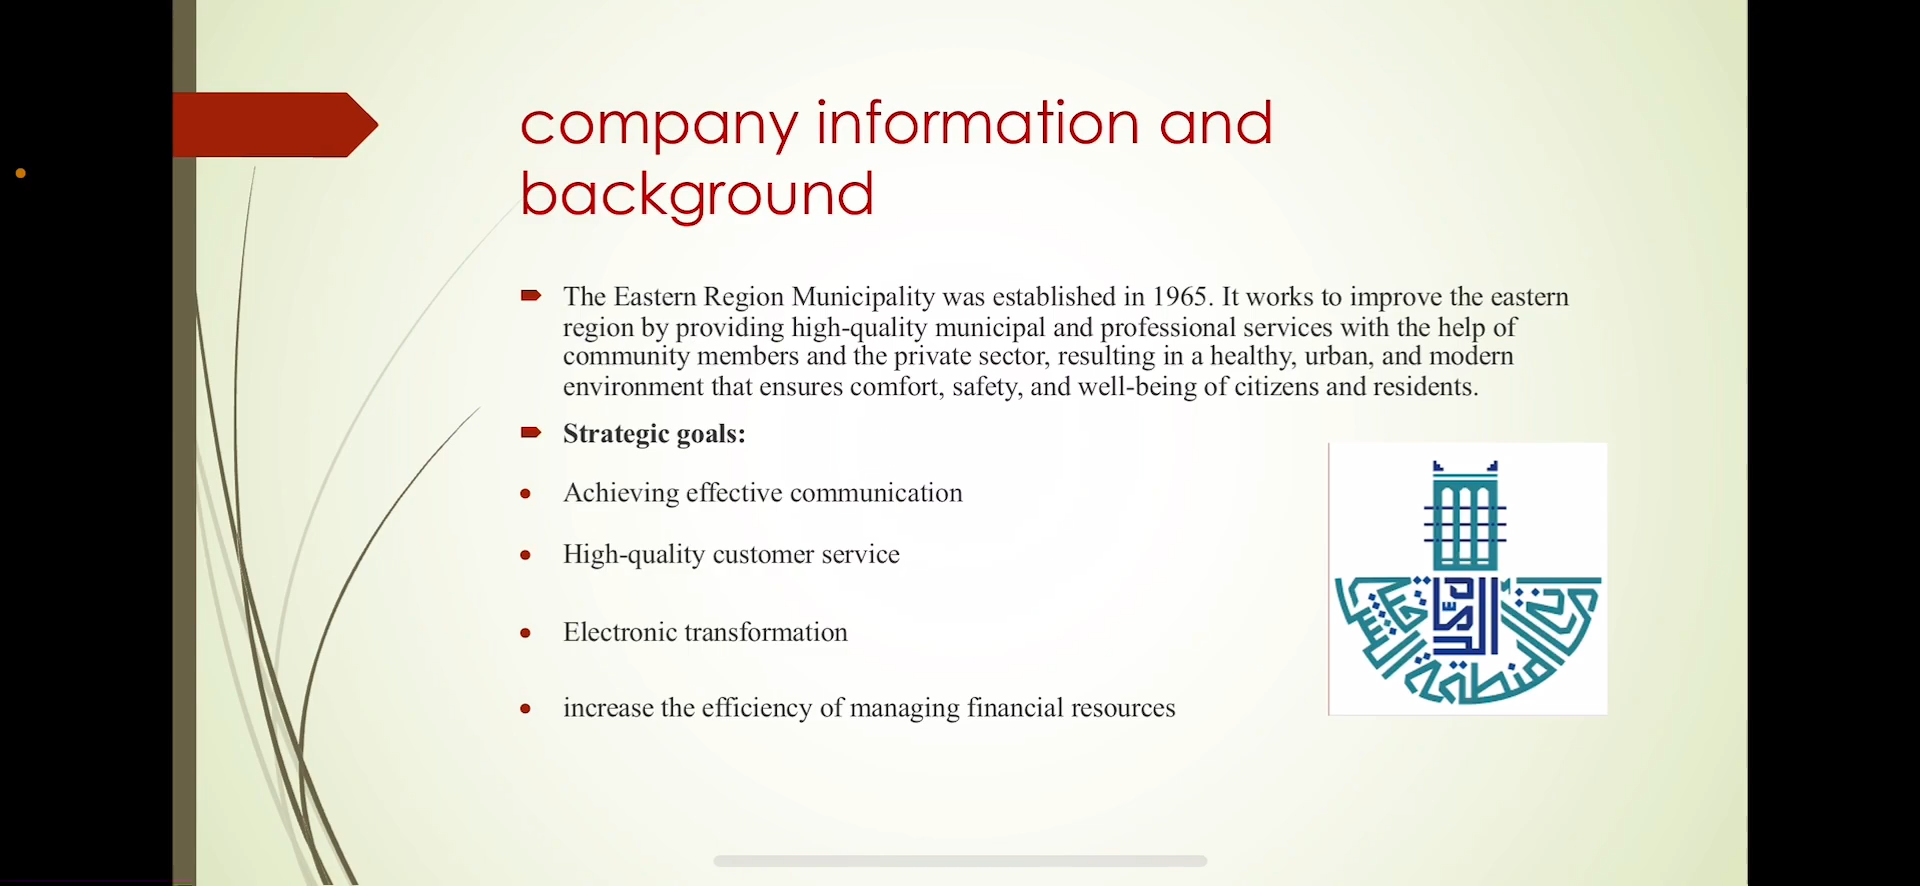 company information and
background
The Eastern Region Municipality was established in 1965. It works to improve the eastern
region by providing high-quality municipal and professional services with the help of
community members and the private sector, resulting in a healthy, urban, and modern
environment that ensures comfort, safety, and well-being of citizens and residents.
Strategic goals:
Achieving effective communication
High-quality customer service
Electronic transformation
increase the efficiency of managing financial resources